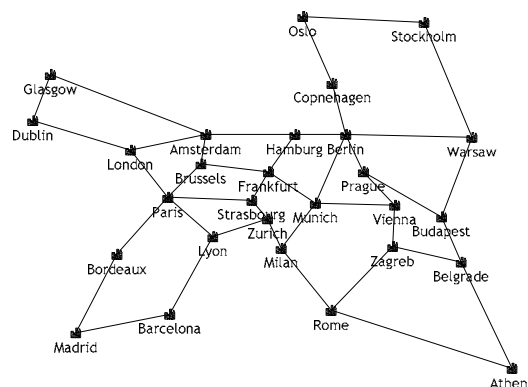 Oslo
Stockholm
Glasgow
Copnehagen
Dublin
Amsterdam
Hamburg
Berlin
Warsaw
London
Brussels
Frankfurt
Prague
Paris
Strasbourg
Munich
Vienna
Budapest
Zurich
Lyon
Milan
Zagreb
Bordeaux
Belgrade
Rome
Barcelona
Madrid
Athen